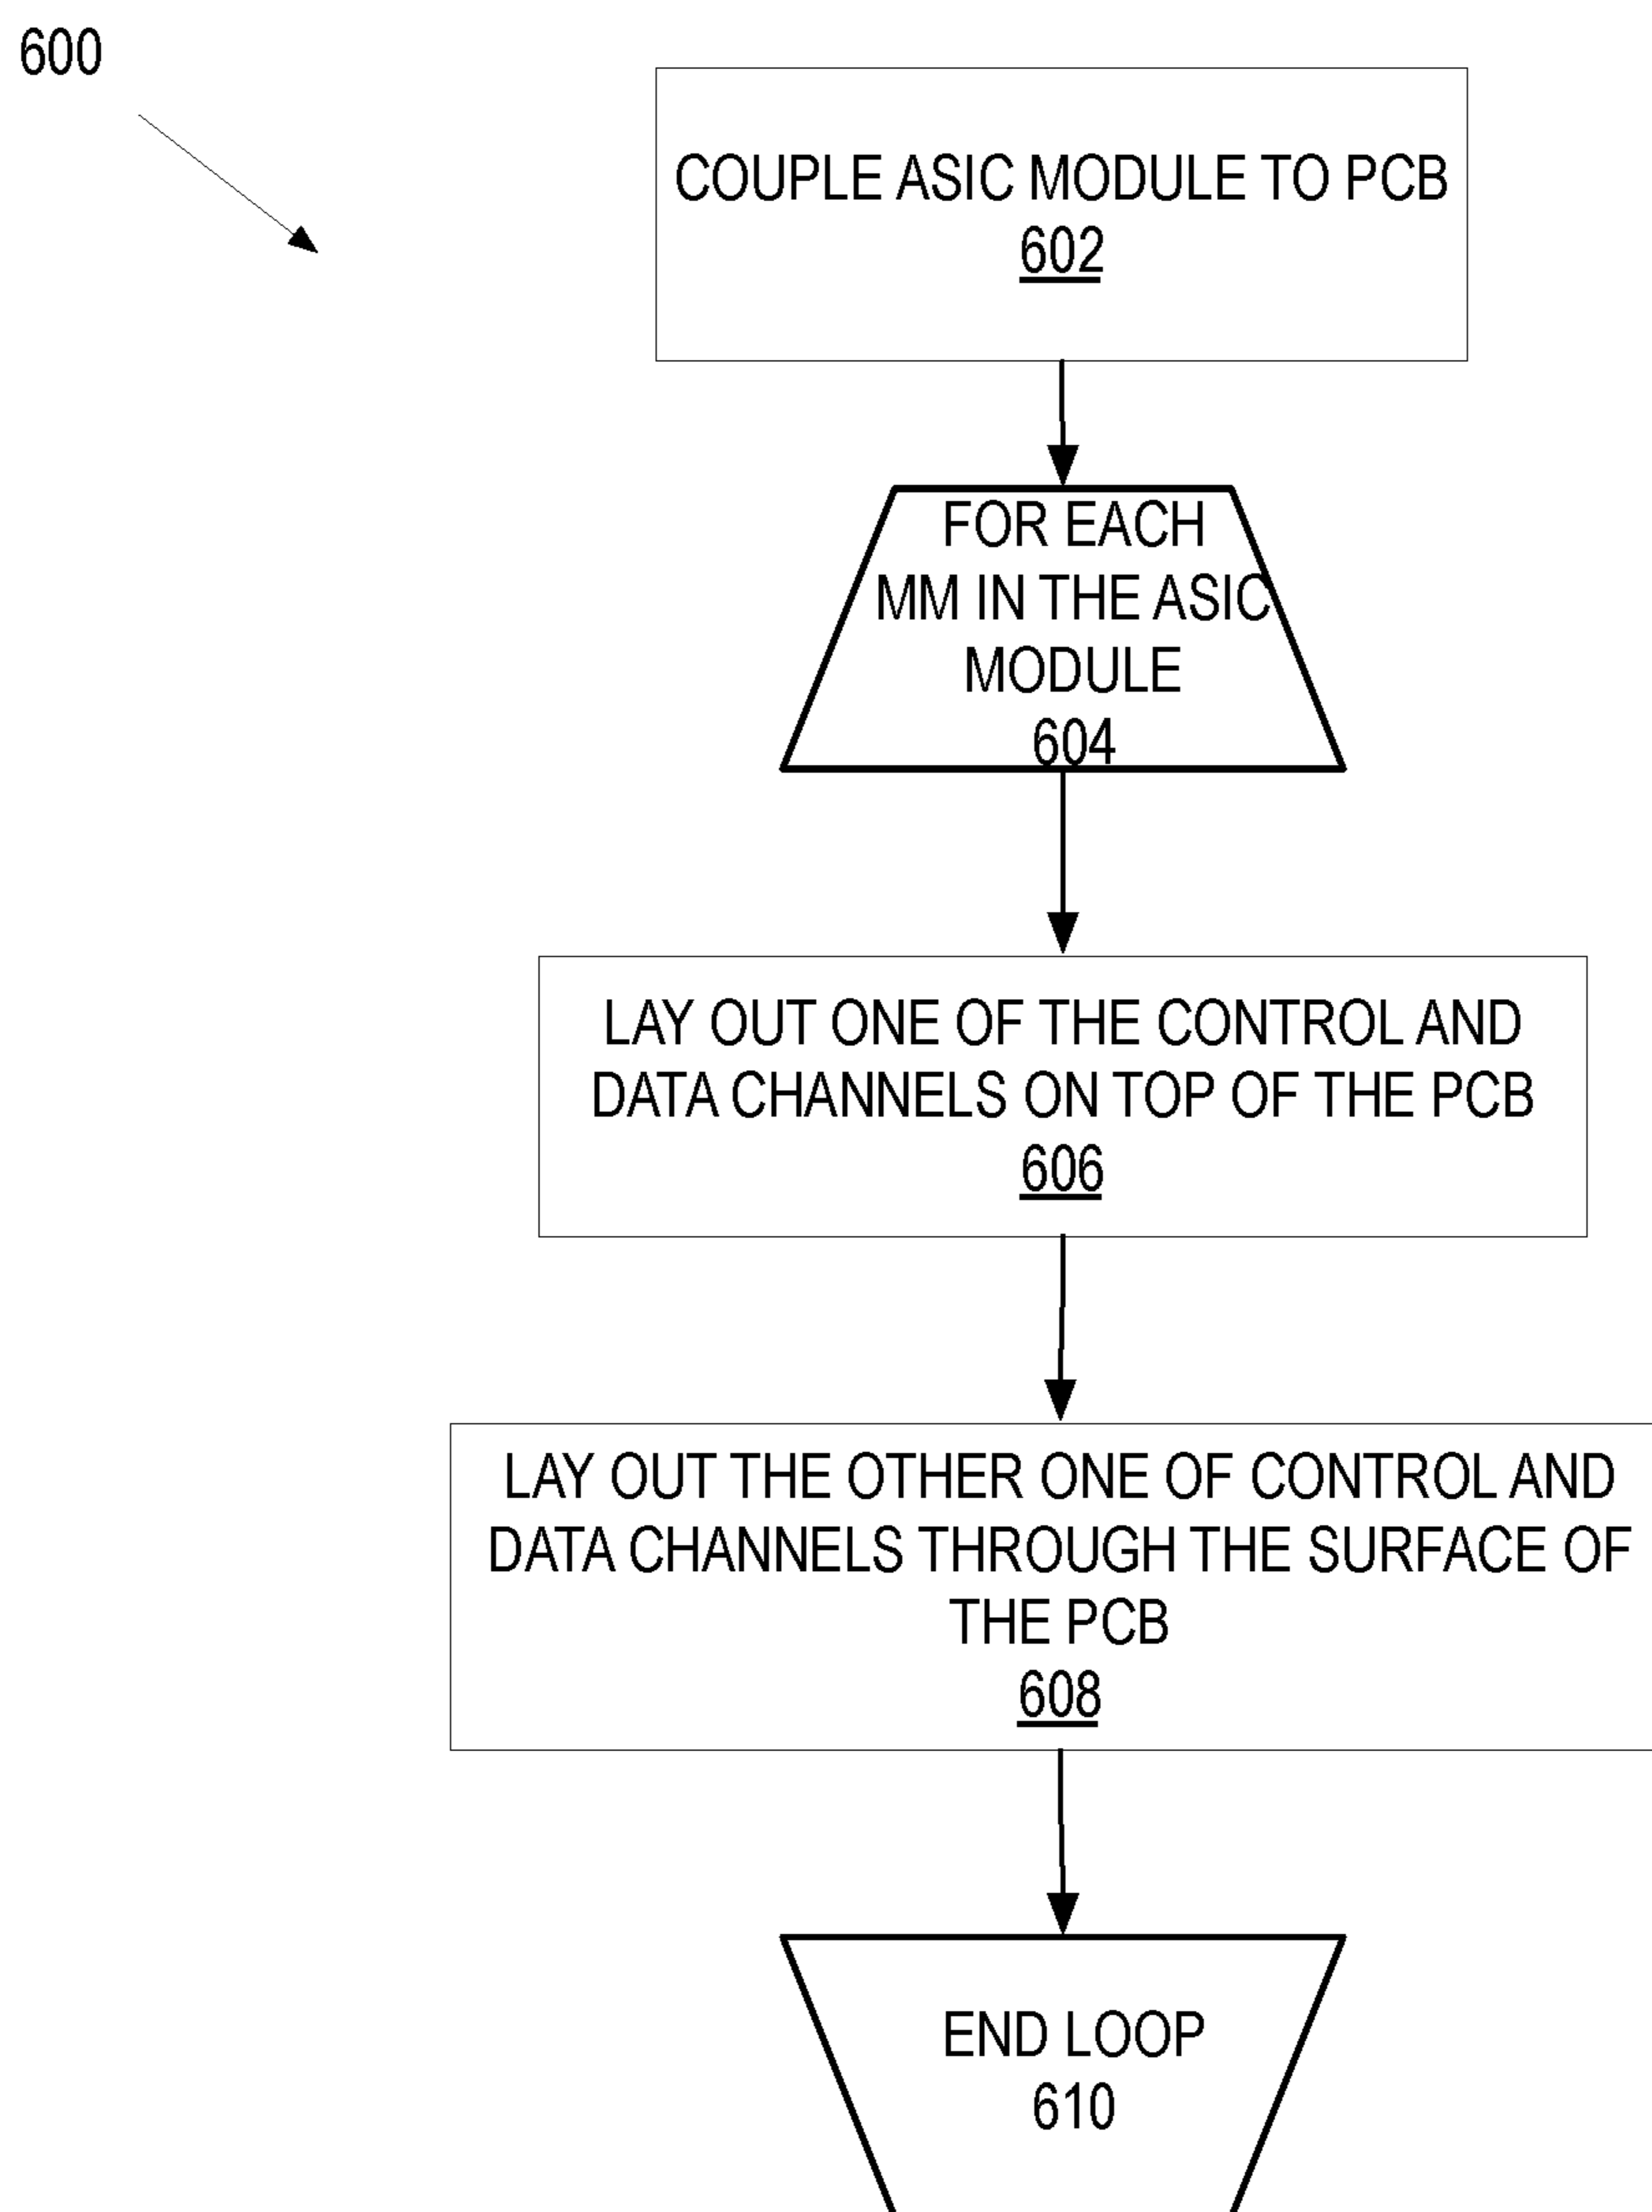 600
COUPLE ASIC MODULE TO PCB
602
FOR EACH
MM IN THE ASIC
MODULE
604
LAY OUT ONE OF THE CONTROL AND
DATA CHANNELS ON TOP OF THE PCB
606
LAY OUT THE OTHER ONE OF CONTROL AND
DATA CHANNELS THROUGH THE SURFACE OF
THE PCB
608
END LOOP
610